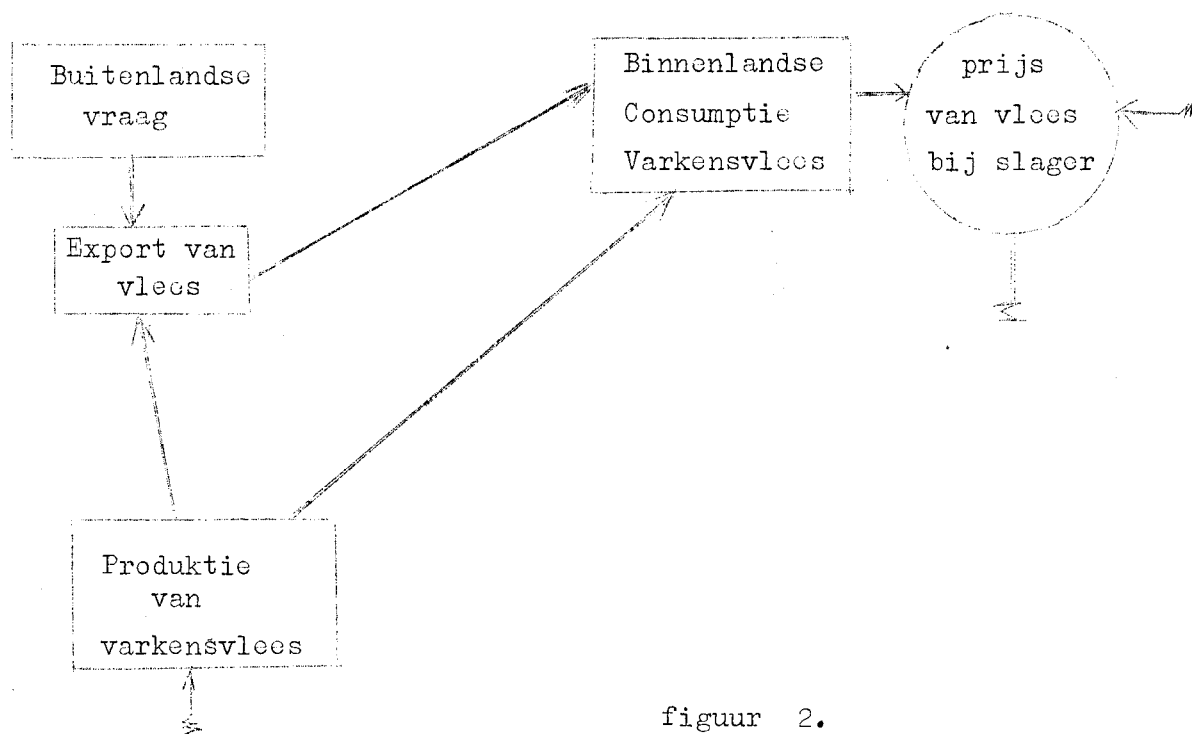 Buitenlandse
vraag
Export van
vlees
Produktie
van
varkensvlees
Binnenlandse
Consumptie
Varkensvlees
prijs
van vlees
bij slager
figuur 2.